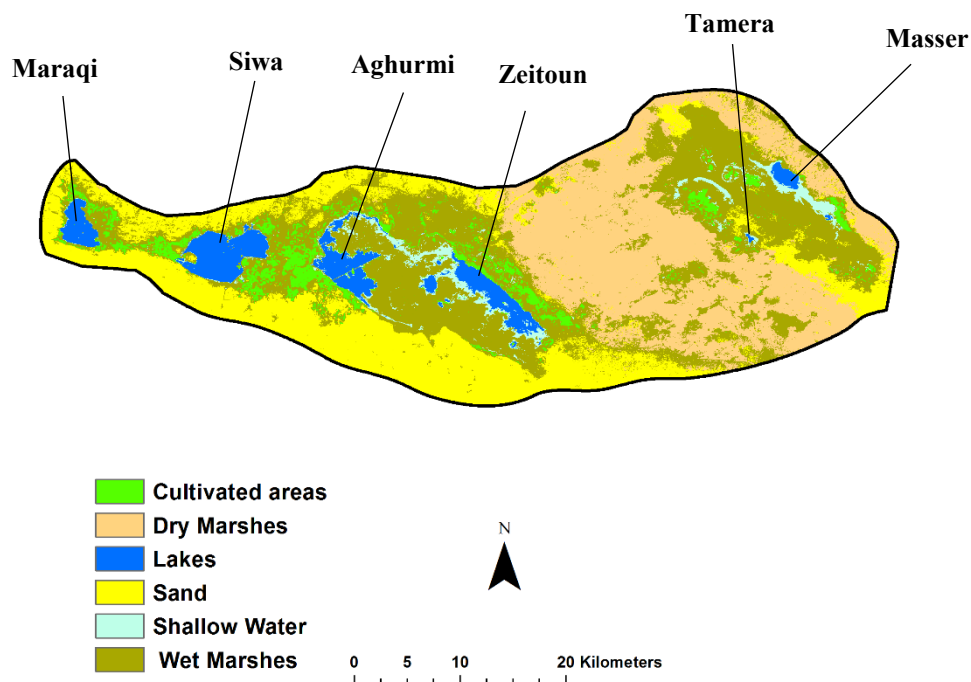 Tamera
Masser
Siwa
Maraqi
Aghurmi
Zeitoun
Cultivated areas
Dry Marshes
Lakes
Sand
Shallow Water
Wet Marshes
N
0 5 10 20 Kilometers